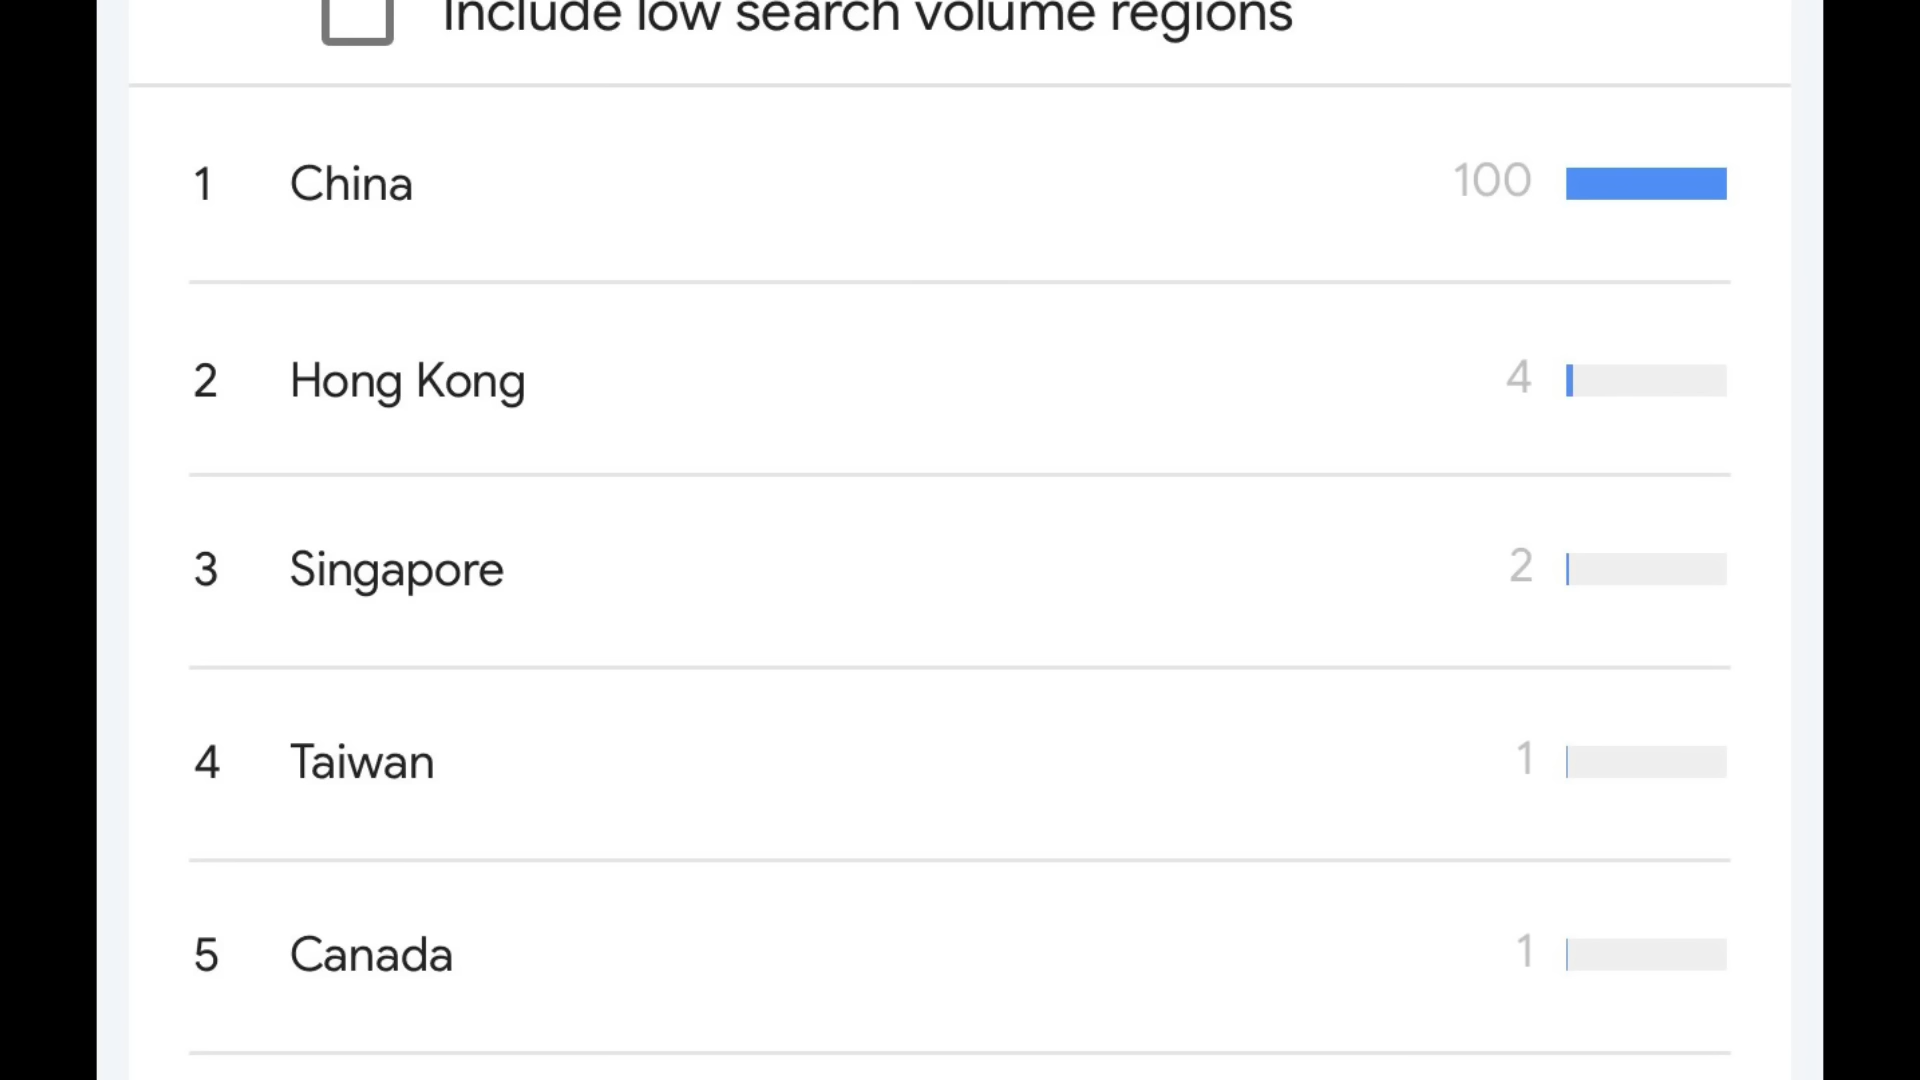 Include low search volume regions
1 China 100
2 Hong Kong 4
3 Singapore 2
4 Taiwan 1
5 Canada 1